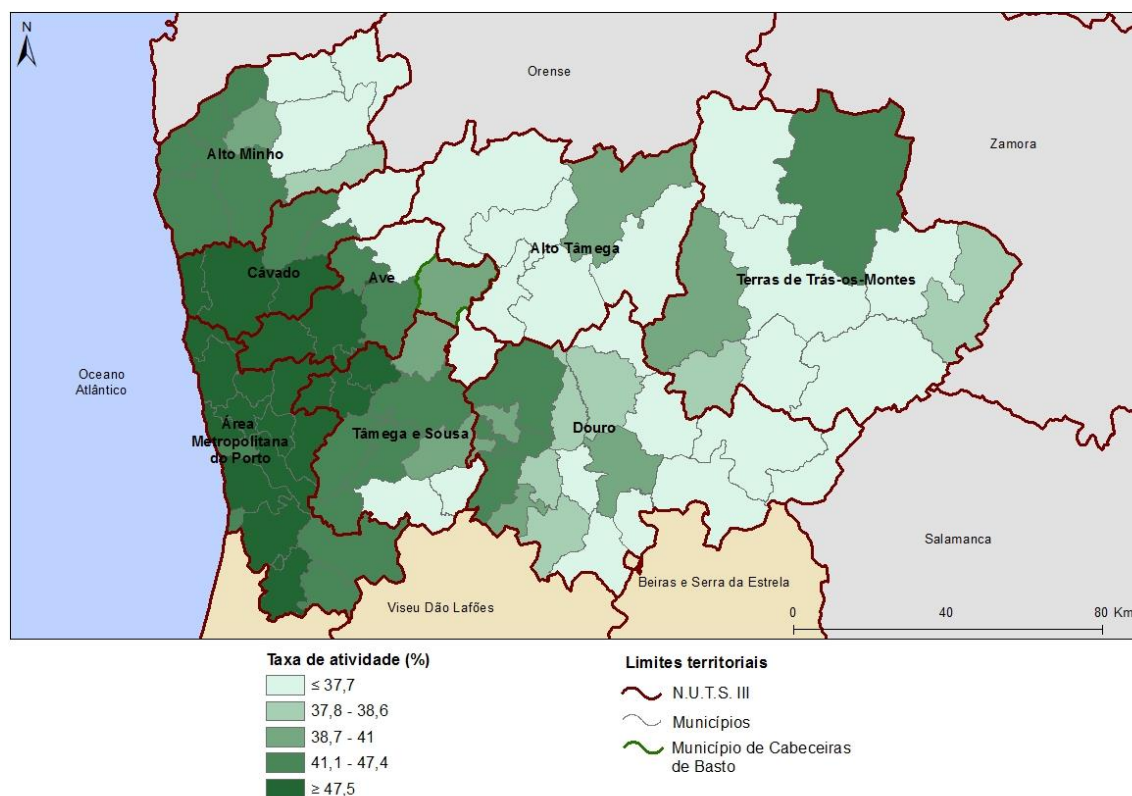 N
Orense
Zamora
Alto Minho
Alto Tâmega
Cávado
Ave
Terras de Trás-os-Montes
Oceano
Atlântico
Área
Metropolitana
do Porto
Tâmega e Sousa
Douro
Salamanca
Beiras e Serra da Estrela
Viseu Dão Lafões
0 40 80 Km
Taxa de atividade (%)
≤ 37,7
37,8 - 38,6
38,7 - 41
41,1 - 47,4
≥ 47,5
Limites territoriais
N.U.T.S. III
Municípios
Município de Cabeceiras
de Basto